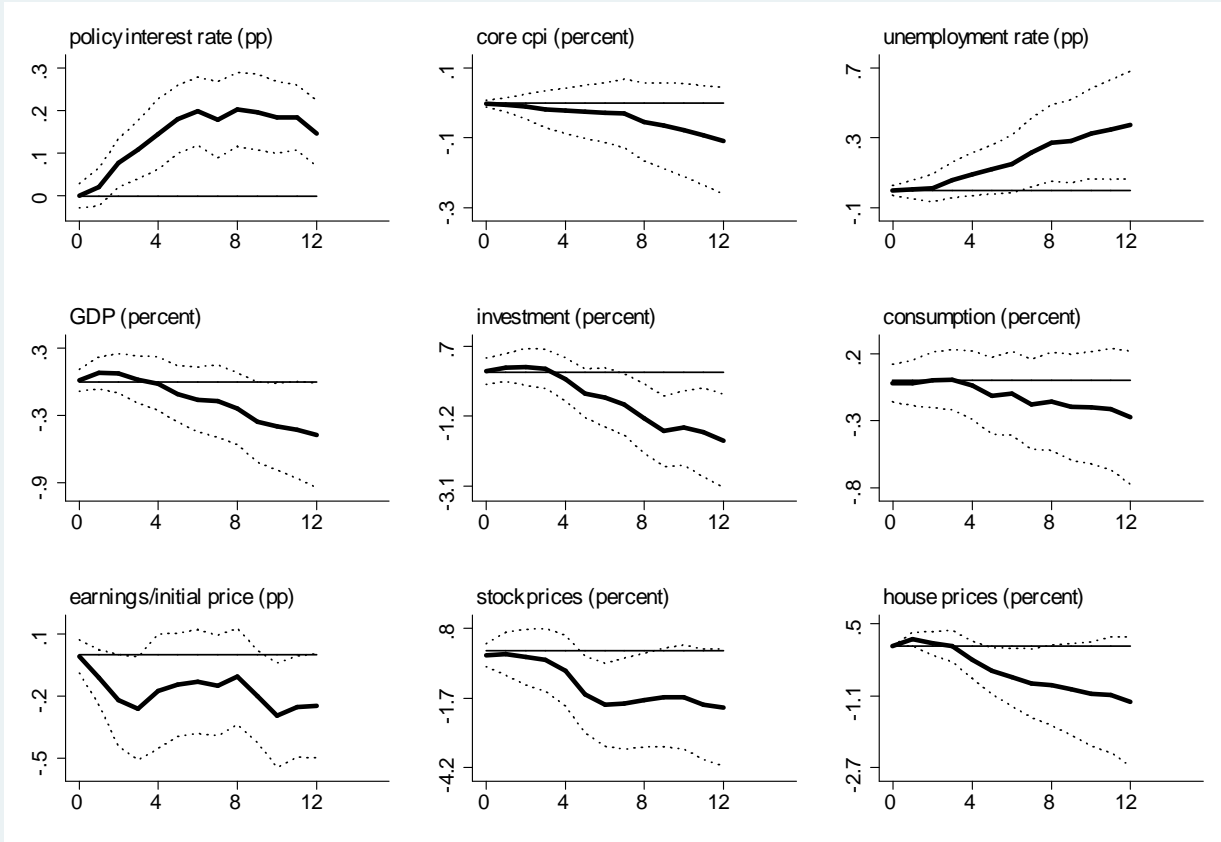 policy interest rate (pp)
.3
.2
.1
0
0 4 8 12
core cpi (percent)
.1
-.1
-.3
0 4 8 12
unemployment rate (pp)
.7
.3
-.1
0 4 8 12
GDP (percent)
.3
-.3
-.9
0 4 8 12
investment (percent)
.7
-1.2
-3.1
0 4 8 12
consumption (percent)
.2
-.3
-.8
0 4 8 12
earnings/initial price (pp)
.1
-.2
-.5
0 4 8 12
stock prices (percent)
.8
-1.7
-4.2
0 4 8 12
house prices (percent)
.5
-1.1
-2.7
0 4 8 12